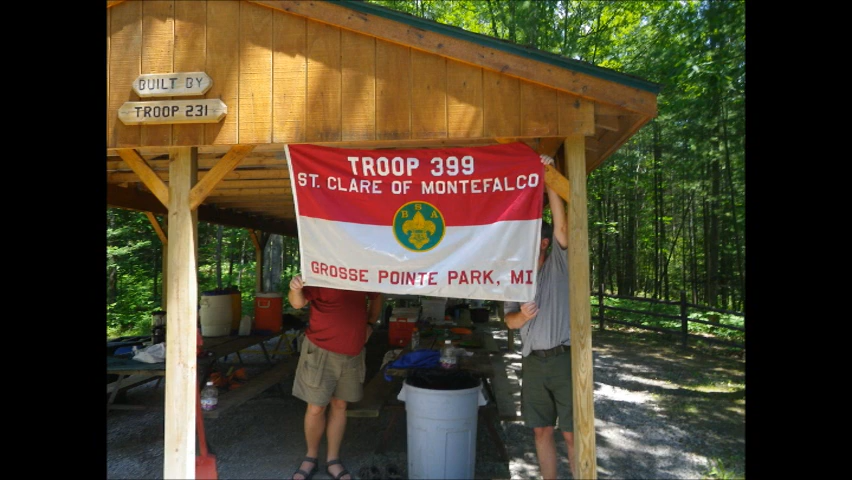 BUILT BY
TROOP 231
TROOP 399
ST. CLARE OF MONTEFALCO
BSA
GROSSE POINTE PARK, MI